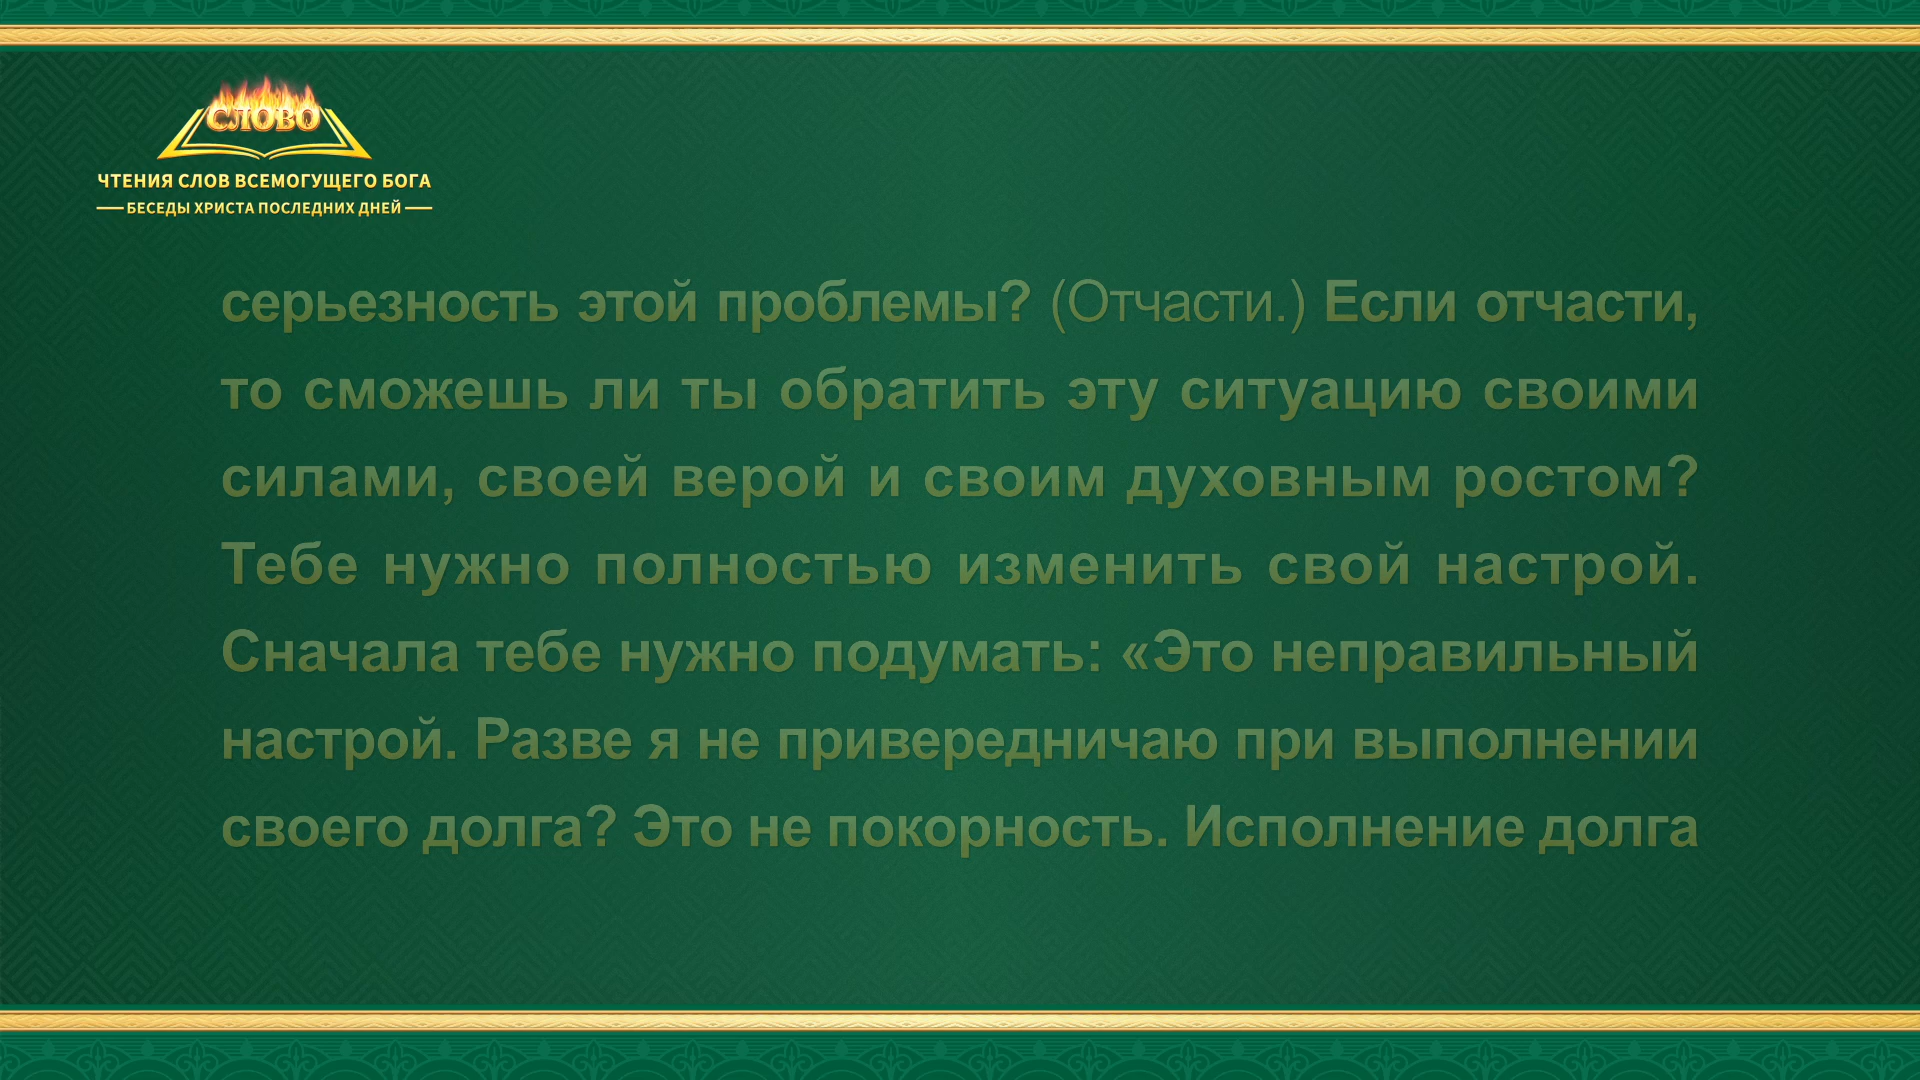 СЛОВО
ЧТЕНИЯ СЛОВ ВСЕМОГУЩЕГО БОГА
БЕСЕДЫ ХРИСТА ПОСЛЕДНИХ ДНЕЙ
серьезность этой проблемы? (Отчасти.) Если отчасти,
то сможешь ли ты обратить эту ситуацию своими
силами, своей верой и своим духовным ростом?
Тебе нужно полностью изменить свой настрой.
Сначала тебе нужно подумать: «Это неправильный
настрой. Разве я не привередничаю при выполнении
своего долга? Это не покорность. Исполнение долга